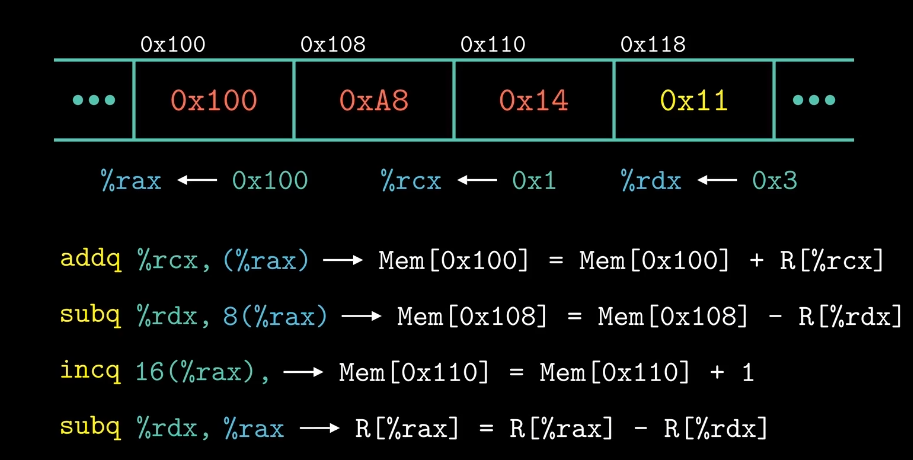 0x100 0x108 0x110 0x118
••• 0x100 0xA8 0x14 0x11 •••
%rax ← 0x100 %rcx ← 0x1 %rdx ← 0x3
addq %rcx, (%rax) → Mem[0x100] = Mem[0x100] + R[%rcx]
subq %rdx, 8(%rax) → Mem[0x108] = Mem[0x108] - R[%rdx]
incq 16(%rax), → Mem[0x110] = Mem[0x110] + 1
subq %rdx, %rax → R[%rax] = R[%rax] - R[%rdx]